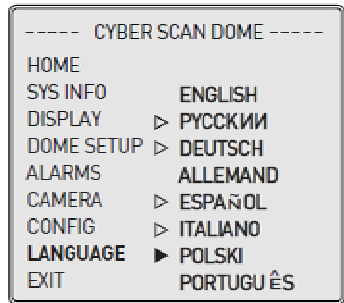 ----- CYBER SCAN DOME -----
HOME
SYS INFO ENGLISH
DISPLAY ▷ РУССКИИ
DOME SETUP ▷ DEUTSCH
ALARMS ALLEMAND
CAMERA ▷ ESPAÑOL
CONFIG ▷ ITALIANO
LANGUAGE ▶ POLSKI
EXIT PORTUGU ÊS